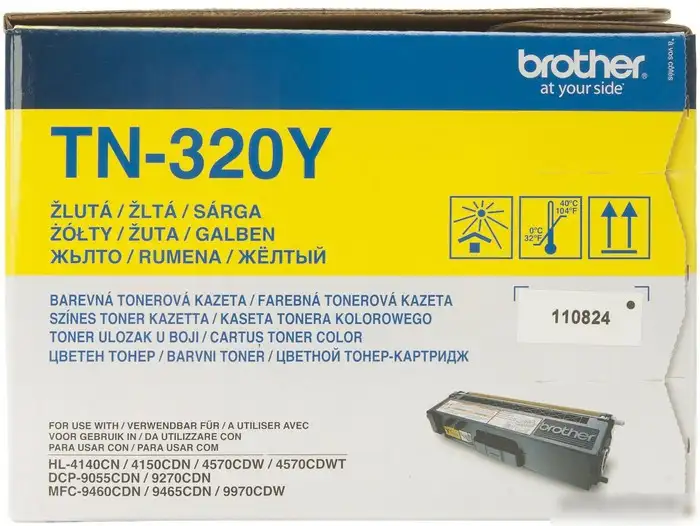 brother
at your side
à vos côtés
TN-320Y
ŽLUTÁ / ŽLTÁ / SÁRGA
ŻÓŁTY / ŽUTA / GALBEN
ЖЪЛТО / RUMENA / ЖЁЛТЫЙ
0°C
32°F
40°C
104°F
BAREVNÁ TONEROVÁ KAZETA / FAREBNÁ TONEROVÁ KAZETA
SZÍNES TONER KAZETTA / KASETA TONERA KOLOROWEGO
TONER ULOZAK U BOJI / CARTUȘ TONER COLOR
ЦВЕТЕН ТОНЕР / BARVNI TONER / ЦВЕТНОЙ ТОНЕР-КАРТРИДЖ
110824
brother
FOR USE WITH / VERWENDBAR FÜR / A UTILISER AVEC
VOOR GEBRUIK IN / DA UTILIZZARE CON
PARA USAR CON / PARA USAR COM
HL-4140CN / 4150CDN / 4570CDW / 4570CDWT
DCP-9055CDN / 9270CDN
MFC-9460CDN / 9465CDN / 9970CDW